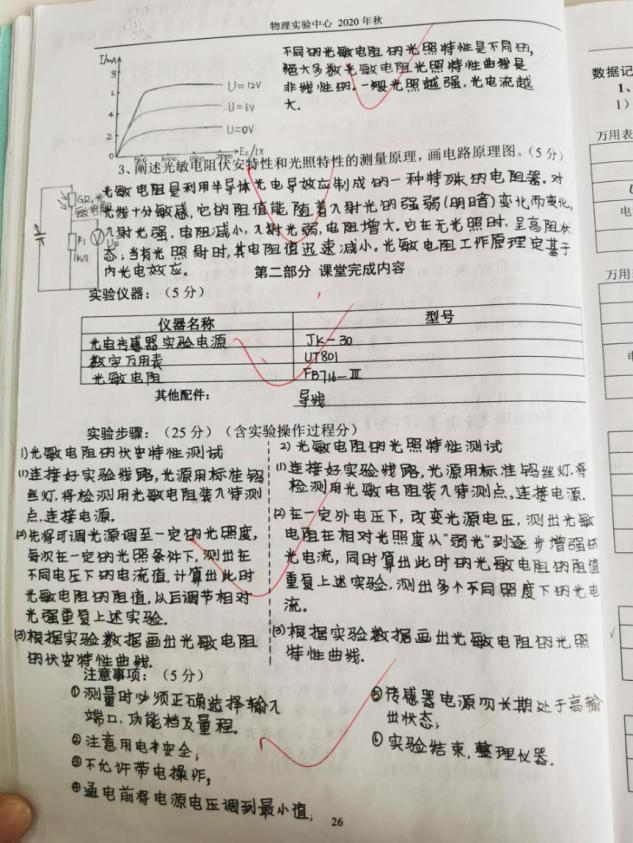 物理实验中心 2020 年秋
I/mA
8
6
4
2
0
500 1000
Ec/Lx
U=12V
U=6V
U=0V
不同的光敏电阻的光照特性是不同的,
绝大多数光敏电阻光照特性曲线是
非线性的。一般光照越强,光电流越
大.
3、阐述光敏电阻伏安特性和光照特性的测量原理,画电路原理图。(5 分)
光敏电阻是利用半导体光电导效应制成的一种特殊的电阻器.对
光线十分敏感,它的阻值能随着入射光的强弱(明暗)变化而变化,
入射光强,电阻减小,入射光弱,电阻增大.它在无光照时,呈高阻状
态;当有光照射时,其电阻值迅速减小.光敏电阻工作原理是基于
内光电效应.
E
R1
1kΩ
第二部分 课堂完成内容
实验仪器:(5 分)
仪器名称 型号
光电传感器实验电源 JK-30
数字万用表 UT801
光敏电阻 FB716-III
其他配件: 导线
实验步骤:(25 分)(含实验操作过程分)
1)光敏电阻的伏安特性测试
(1)连接好实验线路,光源用标准钨
丝灯.将检测用光敏电阻装入待测
点.连接电源.
(2)先将可调光源调至一定的光照度,
每次在一定的光照条件下,测出在
不同电压下的电流值,计算出此时
光敏电阻的阻值,以后调节相对
光强重复上述实验.
(3)根据实验数据画出光敏电阻
的伏安特性曲线.
2)光敏电阻的光照特性测试
(1)连接好实验线路,光源用标准钨丝灯.将
检测用光敏电阻装入待测点,连接电源.
(2)在一定外电压下,改变光源电压,测出光敏
电阻在相对光照度从“弱光”到逐步增强的
光电流,同时算出此时的光敏电阻的阻值
重复上述实验,测出多个不同照度下的光电
流.
(3)根据实验数据画出光敏电阻的光照
特性曲线.
注意事项:(5 分)
①测量时必须正确选择输入
端口、功能档及量程.
②注意用电安全;
③不允许带电操作;
④通电前将电源电压调到最小值;
⑤传感器电源勿长期处于高输
出状态;
⑥实验结束,整理仪器.
26
数据记
1、
1)
万用表
电
万用